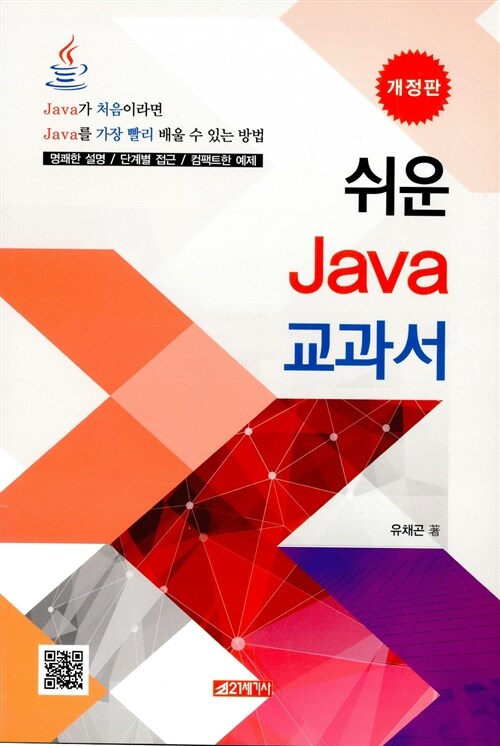 개정판
Java가 처음이라면
Java를 가장 빨리 배울 수 있는 방법
명쾌한 설명 / 단계별 접근 / 컴팩트한 예제
쉬운
Java
교과서
유채곤 著
21세기사